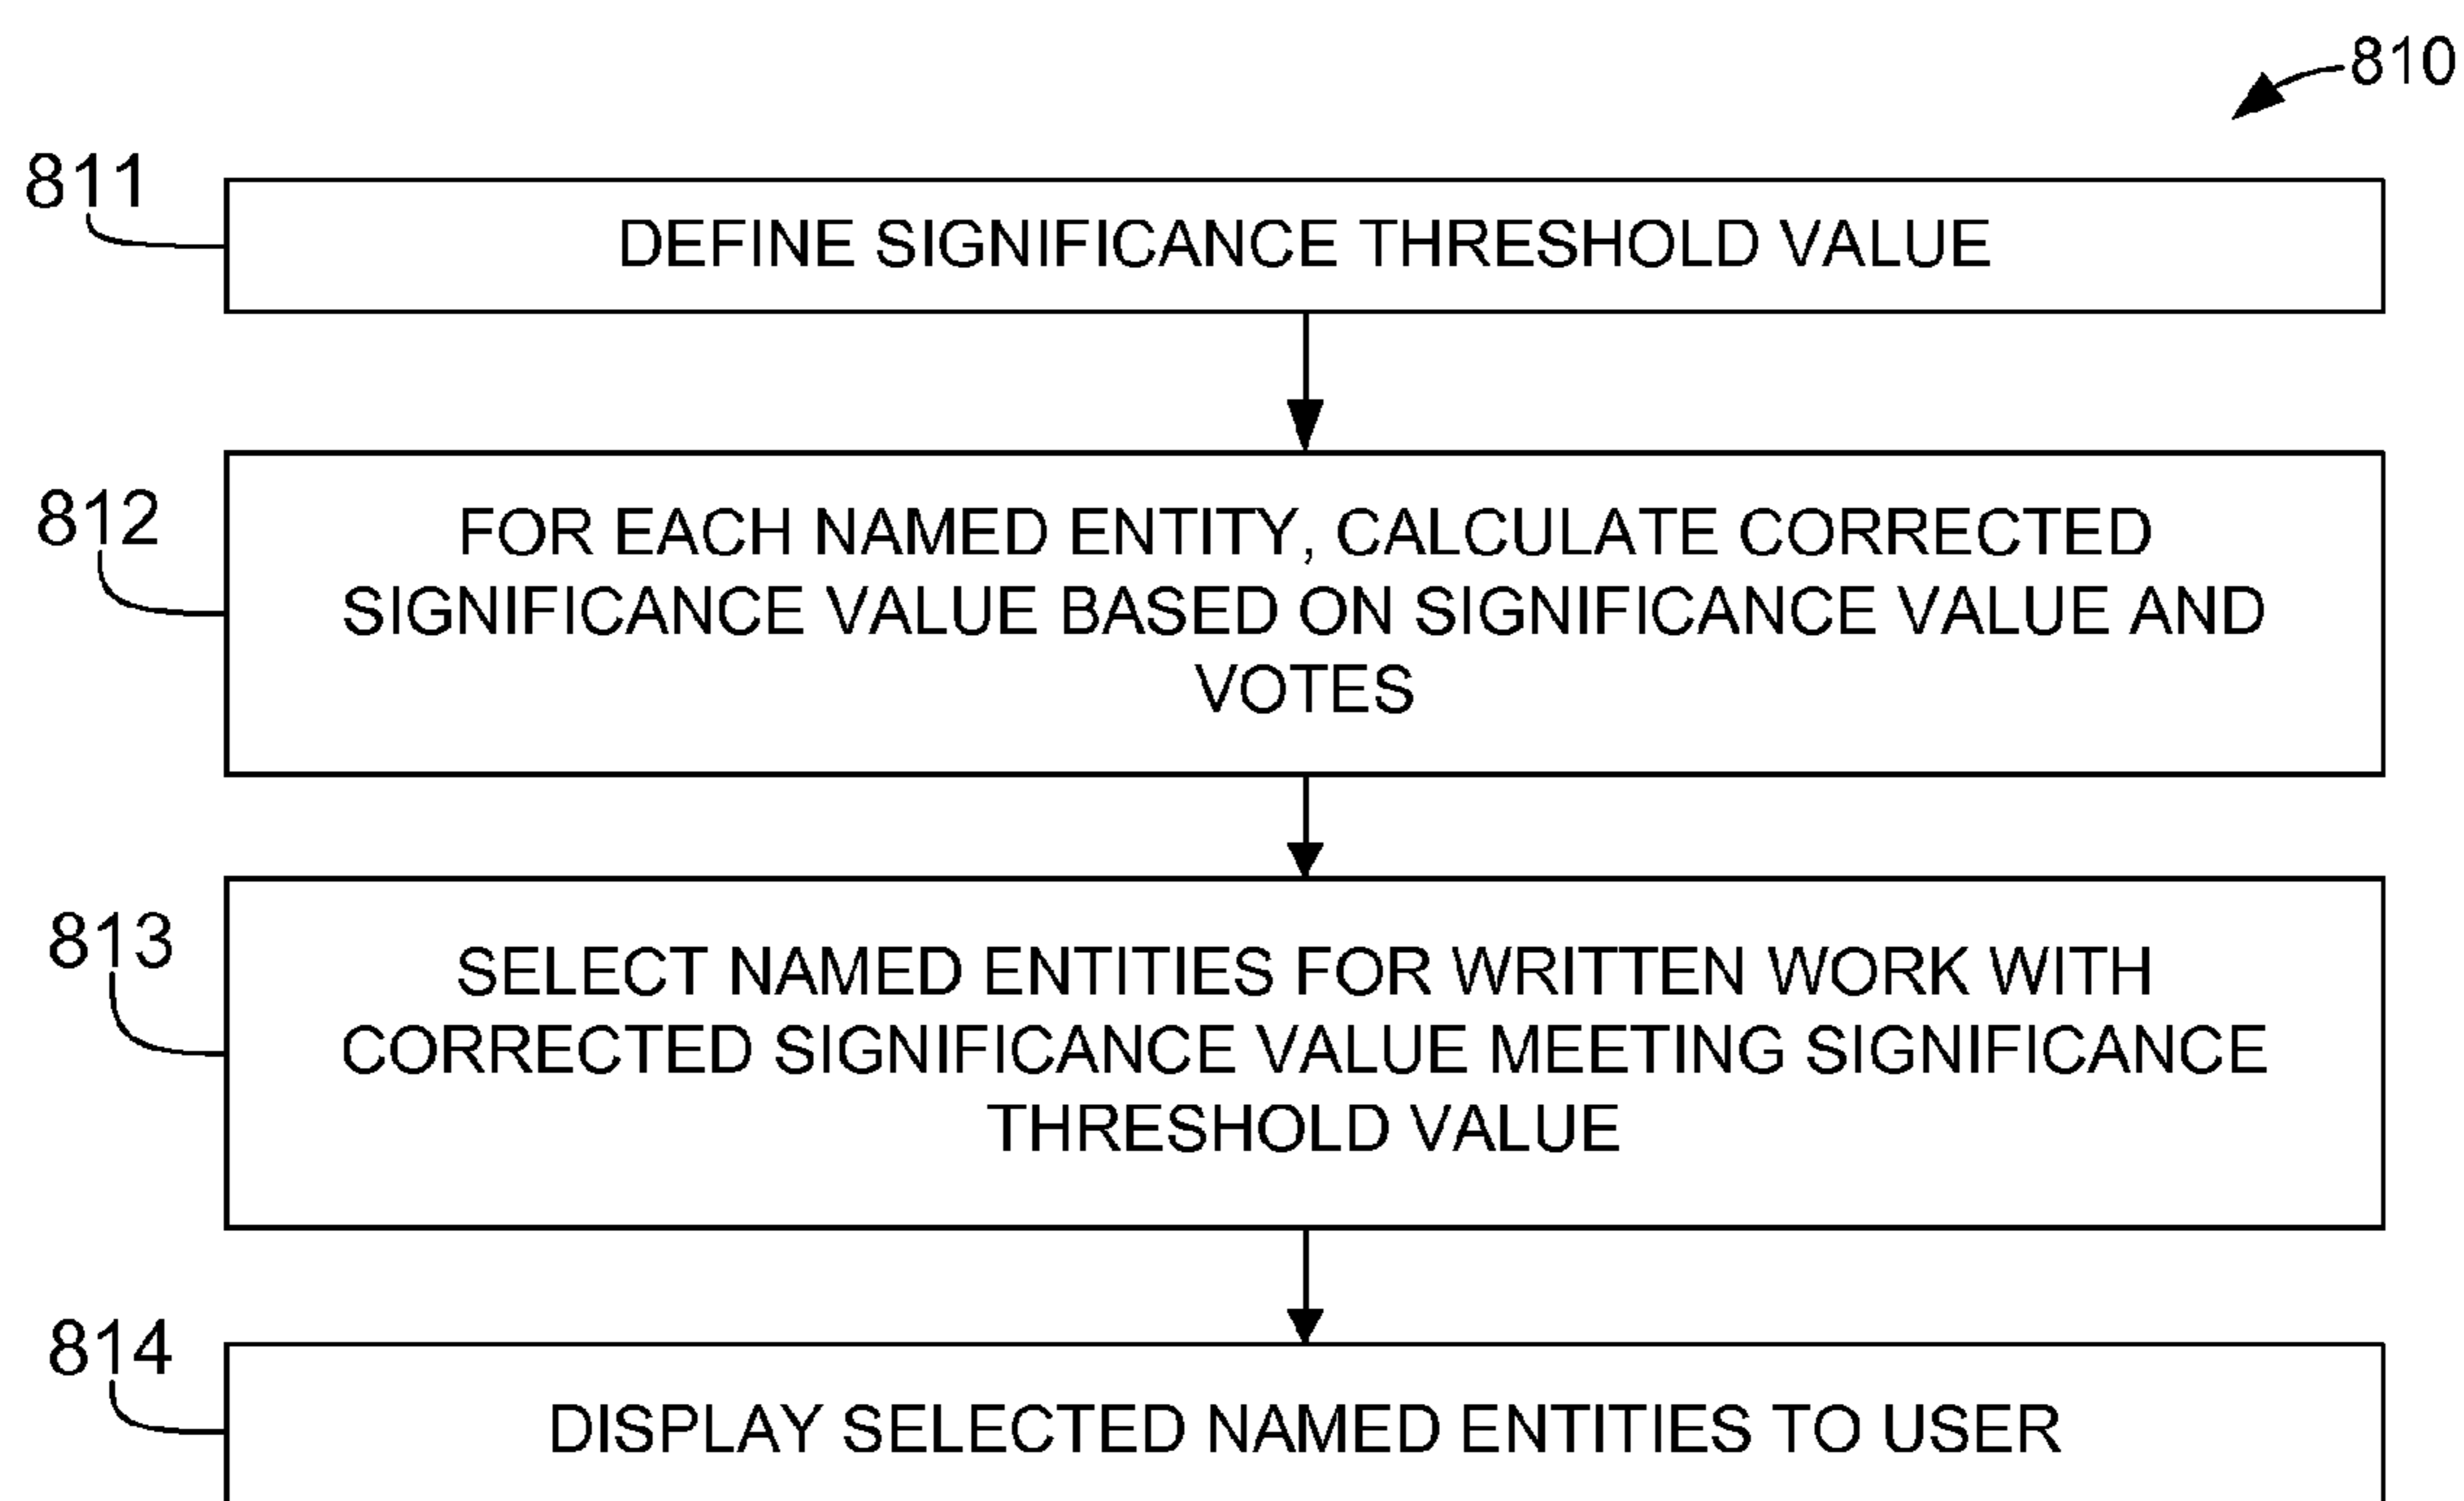 810
811
DEFINE SIGNIFICANCE THRESHOLD VALUE
812
FOR EACH NAMED ENTITY, CALCULATE CORRECTED
SIGNIFICANCE VALUE BASED ON SIGNIFICANCE VALUE AND
VOTES
813
SELECT NAMED ENTITIES FOR WRITTEN WORK WITH
CORRECTED SIGNIFICANCE VALUE MEETING SIGNIFICANCE
THRESHOLD VALUE
814
DISPLAY SELECTED NAMED ENTITIES TO USER